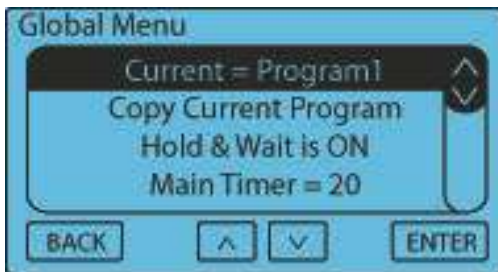 Global Menu
Current = Program1
Copy Current Program
Hold & Wait is ON
Main Timer = 20
BACK ENTER